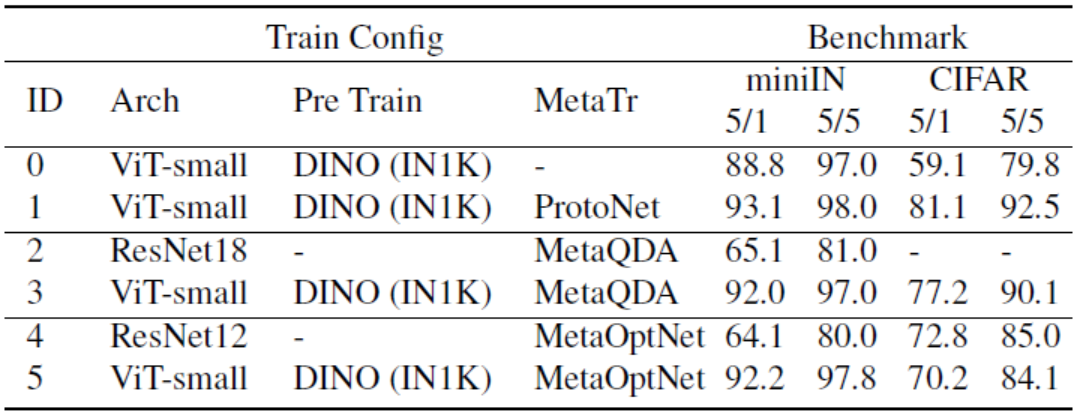 Train Config Benchmark
ID Arch Pre Train MetaTr miniIN CIFAR
5/1 5/5 5/1 5/5
0 ViT-small DINO (IN1K) - 88.8 97.0 59.1 79.8
1 ViT-small DINO (IN1K) ProtoNet 93.1 98.0 81.1 92.5
2 ResNet18 - MetaQDA 65.1 81.0 - -
3 ViT-small DINO (IN1K) MetaQDA 92.0 97.0 77.2 90.1
4 ResNet12 - MetaOptNet 64.1 80.0 72.8 85.0
5 ViT-small DINO (IN1K) MetaOptNet 92.2 97.8 70.2 84.1